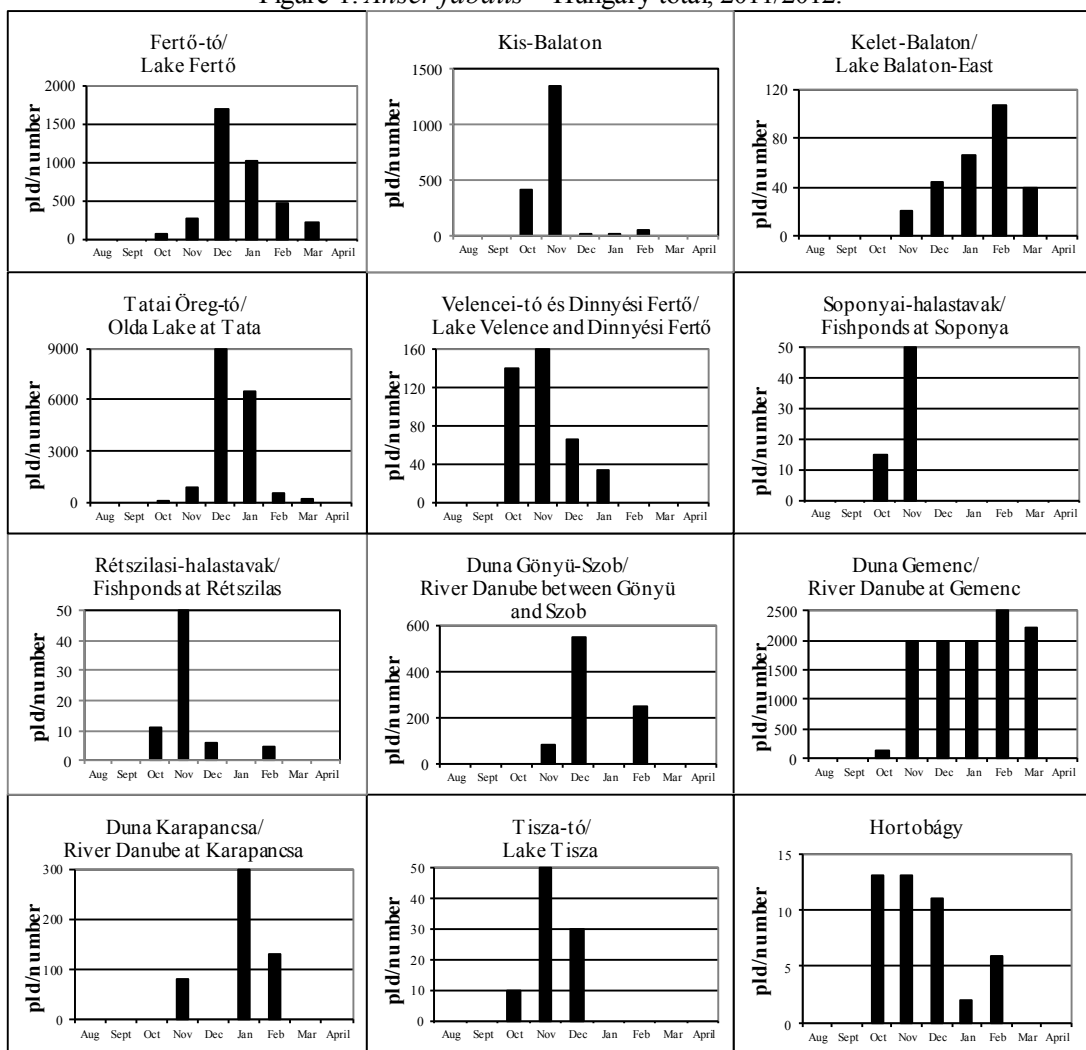 Figure 1. Anser fabalis – Hungary total, 2011/2012.
Fertő-tó/
Lake Fertő
pld/number
2000
1500
1000
500
0
Aug Sept Oct Nov Dec Jan Feb Mar April
Kis-Balaton
pld/number
1500
1000
500
0
Aug Sept Oct Nov Dec Jan Feb Mar April
Kelet-Balaton/
Lake Balaton-East
pld/number
120
80
40
0
Aug Sept Oct Nov Dec Jan Feb Mar April
Tatai Öreg-tó/
Olda Lake at Tata
pld/number
9000
6000
3000
0
Aug Sept Oct Nov Dec Jan Feb Mar April
Velencei-tó és Dinnyési Fertő/
Lake Velence and Dinnyési Fertő
pld/number
160
120
80
40
0
Aug Sept Oct Nov Dec Jan Feb Mar April
Soponyai-halastavak/
Fishponds at Soponya
pld/number
50
40
30
20
10
0
Aug Sept Oct Nov Dec Jan Feb Mar April
Rétszilasi-halastavak/
Fishponds at Rétszilas
pld/number
50
40
30
20
10
0
Aug Sept Oct Nov Dec Jan Feb Mar April
Duna Gönyü-Szob/
River Danube between Gönyü
and Szob
pld/number
600
400
200
0
Aug Sept Oct Nov Dec Jan Feb Mar April
Duna Gemenc/
River Danube at Gemenc
pld/number
2500
2000
1500
1000
500
0
Aug Sept Oct Nov Dec Jan Feb Mar April
Duna Karapancsa/
River Danube at Karapancsa
pld/number
300
200
100
0
Aug Sept Oct Nov Dec Jan Feb Mar April
Tisza-tó/
Lake Tisza
pld/number
50
40
30
20
10
0
Aug Sept Oct Nov Dec Jan Feb Mar April
Hortobágy
pld/number
15
10
5
0
Aug Sept Oct Nov Dec Jan Feb Mar April